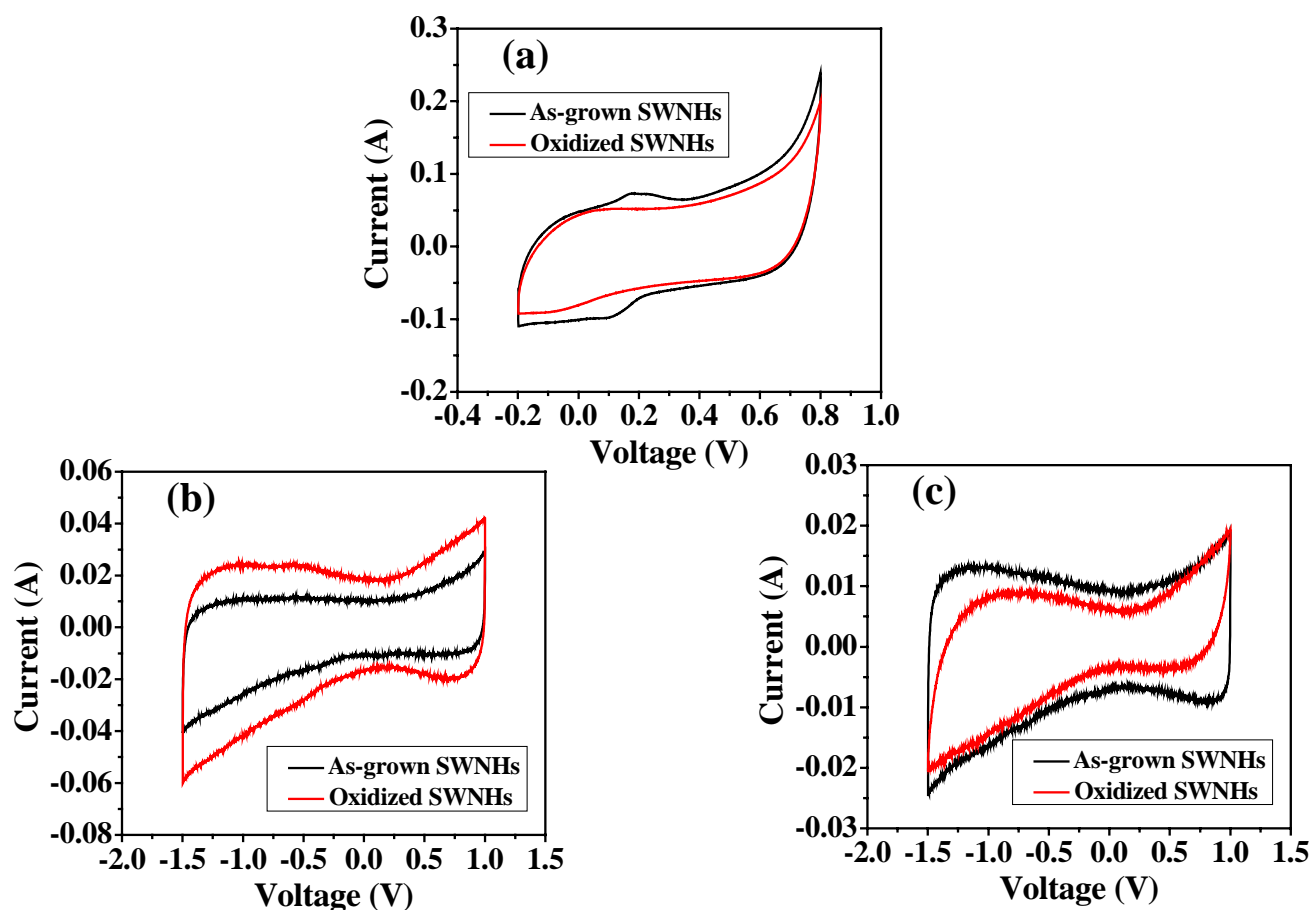 (a)
As-grown SWNHs
Oxidized SWNHs
Current (A)
0.3
0.2
0.1
0.0
-0.1
-0.2
-0.4 -0.2 0.0 0.2 0.4 0.6 0.8 1.0
Voltage (V)
(b)
Current (A)
0.06
0.04
0.02
0.00
-0.02
-0.04
-0.06
-0.08
As-grown SWNHs
Oxidized SWNHs
-2.0 -1.5 -1.0 -0.5 0.0 0.5 1.0 1.5
Voltage (V)
(c)
Current (A)
0.03
0.02
0.01
0.00
-0.01
-0.02
-0.03
As-grown SWNHs
Oxidized SWNHs
-2.0 -1.5 -1.0 -0.5 0.0 0.5 1.0 1.5
Voltage (V)